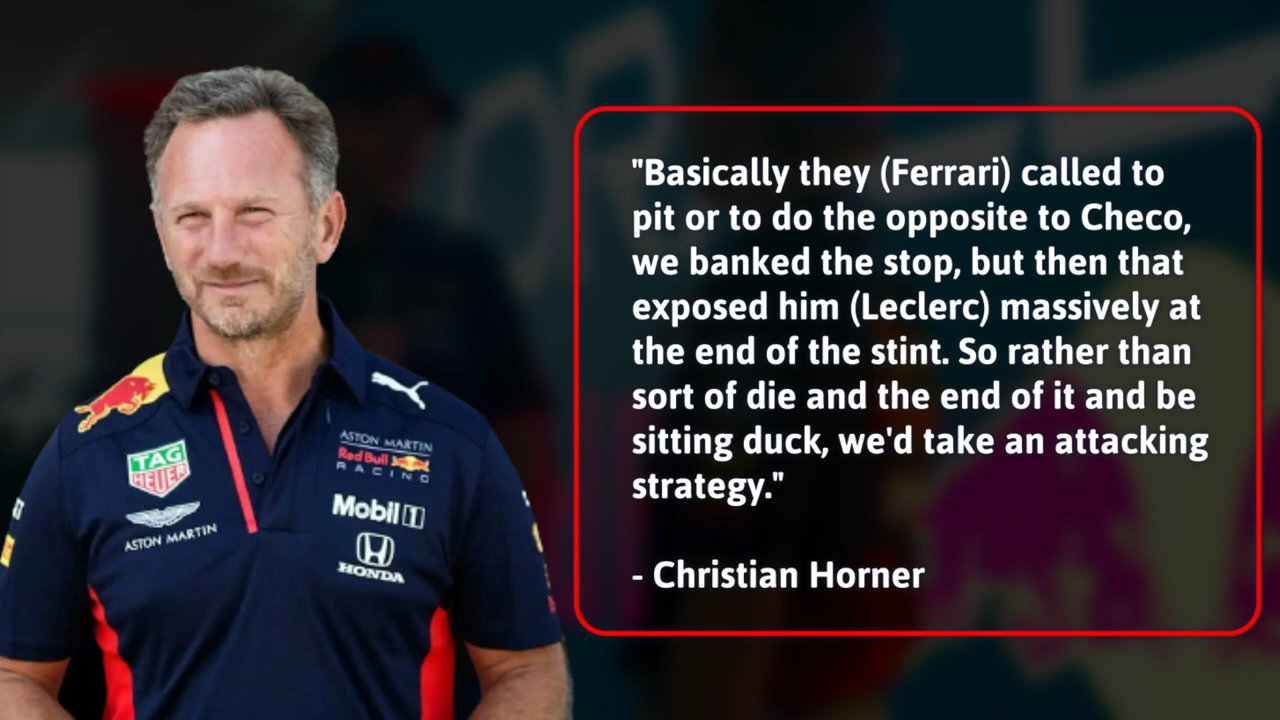 "Basically they (Ferrari) called to
pit or to do the opposite to Checo,
we banked the stop, but then that
exposed him (Leclerc) massively at
the end of the stint. So rather than
sort of die and the end of it and be
sitting duck, we'd take an attacking
strategy."
- Christian Horner
TAG
HEUER
ASTON MARTIN
ASTON MARTIN
Red Bull
RACING
Mobil 1
HONDA